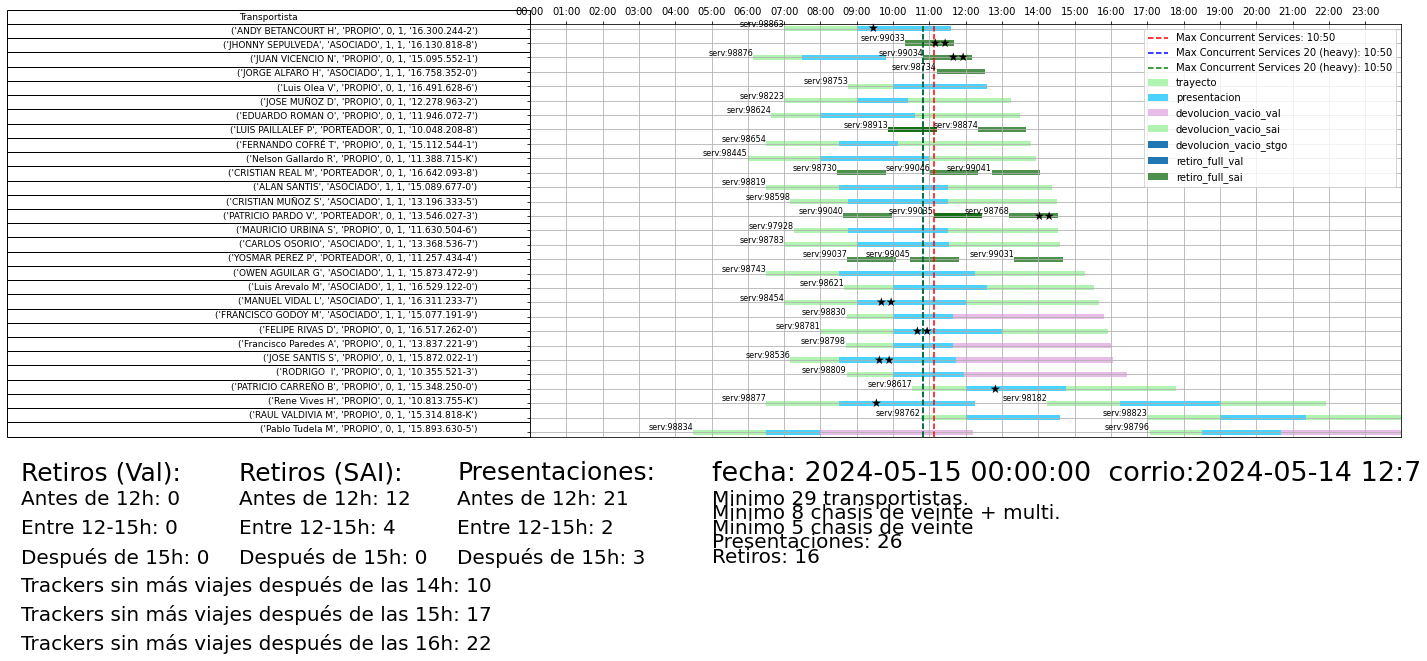 00:00 01:00 02:00 03:00 04:00 05:00 06:00 07:00 08:00 09:00 10:00 11:00 12:00 13:00 14:00 15:00 16:00 17:00 18:00 19:00 20:00 21:00 22:00 23:00
Transportista
('ANDY BETANCOURT H', 'PROPIO', 0, 1, '16.300.244-2') serv:98863
('JHONNY SEPULVEDA', 'ASOCIADO', 1, 1, '16.130.818-8') serv:99033
('JUAN VICENCIO N', 'PROPIO', 0, 1, '15.095.552-1') serv:98876 serv:99034
('JORGE ALFARO H', 'ASOCIADO', 1, 1, '16.758.352-0') serv:98734
('Luis Olea V', 'PROPIO', 0, 1, '16.491.628-6') serv:98753
('JOSE MUÑOZ D', 'PROPIO', 0, 1, '12.278.963-2') serv:98223
('EDUARDO ROMAN O', 'PROPIO', 0, 1, '11.946.072-7') serv:98624
('LUIS PAILLALEF P', 'PORTEADOR', 0, 1, '10.048.208-8') serv:98913 serv:98874
('FERNANDO COFRÉ T', 'PROPIO', 0, 1, '15.112.544-1') serv:98654
('Nelson Gallardo R', 'PROPIO', 0, 1, '11.388.715-K') serv:98445
('CRISTIAN REAL M', 'PORTEADOR', 0, 1, '16.642.093-8') serv:98730 serv:99046 serv:99041
('ALAN SANTIS', 'ASOCIADO', 1, 1, '15.089.677-0') serv:98819
('CRISTIAN MUÑOZ S', 'ASOCIADO', 1, 1, '13.196.333-5') serv:98598
('PATRICIO PARDO V', 'PORTEADOR', 0, 1, '13.546.027-3') serv:99040 serv:99035 serv:98768
('MAURICIO URBINA S', 'PROPIO', 0, 1, '11.630.504-6') serv:97928
('CARLOS OSORIO', 'ASOCIADO', 1, 1, '13.368.536-7') serv:98783
('YOSMAR PEREZ P', 'PORTEADOR', 0, 1, '11.257.434-4') serv:99037 serv:99045 serv:99031
('OWEN AGUILAR G', 'ASOCIADO', 1, 1, '15.873.472-9') serv:98743
('Luis Arevalo M', 'ASOCIADO', 1, 1, '16.529.122-0') serv:98621
('MANUEL VIDAL L', 'ASOCIADO', 1, 1, '16.311.233-7') serv:98454
('FRANCISCO GODOY M', 'ASOCIADO', 1, 1, '15.077.191-9') serv:98830
('FELIPE RIVAS D', 'PROPIO', 0, 1, '16.517.262-0') serv:98781
('Francisco Paredes A', 'PROPIO', 0, 1, '13.837.221-9') serv:98798
('JOSE SANTIS S', 'PROPIO', 0, 1, '15.872.022-1') serv:98536
('RODRIGO  I', 'PROPIO', 0, 1, '10.355.521-3') serv:98809
('PATRICIO CARREÑO B', 'PROPIO', 0, 1, '15.348.250-0') serv:98617
('Rene Vives H', 'PROPIO', 0, 1, '10.813.755-K') serv:98877 serv:98182
('RAUL VALDIVIA M', 'PROPIO', 0, 1, '15.314.818-K') serv:98762 serv:98823
('Pablo Tudela M', 'PROPIO', 0, 1, '15.893.630-5') serv:98834 serv:98796
Max Concurrent Services: 10:50
Max Concurrent Services 20 (heavy): 10:50
Max Concurrent Services 20 (heavy): 10:50
trayecto
presentacion
devolucion_vacio_val
devolucion_vacio_sai
devolucion_vacio_stgo
retiro_full_val
retiro_full_sai
Retiros (Val):
Antes de 12h: 0
Entre 12-15h: 0
Después de 15h: 0
Retiros (SAI):
Antes de 12h: 12
Entre 12-15h: 4
Después de 15h: 0
Presentaciones:
Antes de 12h: 21
Entre 12-15h: 2
Después de 15h: 3
Trackers sin más viajes después de las 14h: 10
Trackers sin más viajes después de las 15h: 17
Trackers sin más viajes después de las 16h: 22
fecha: 2024-05-15 00:00:00  corrio:2024-05-14 12:7
Minimo 29 transportistas.
Minimo 8 chasis de veinte + multi.
Minimo 5 chasis de veinte
Presentaciones: 26
Retiros: 16